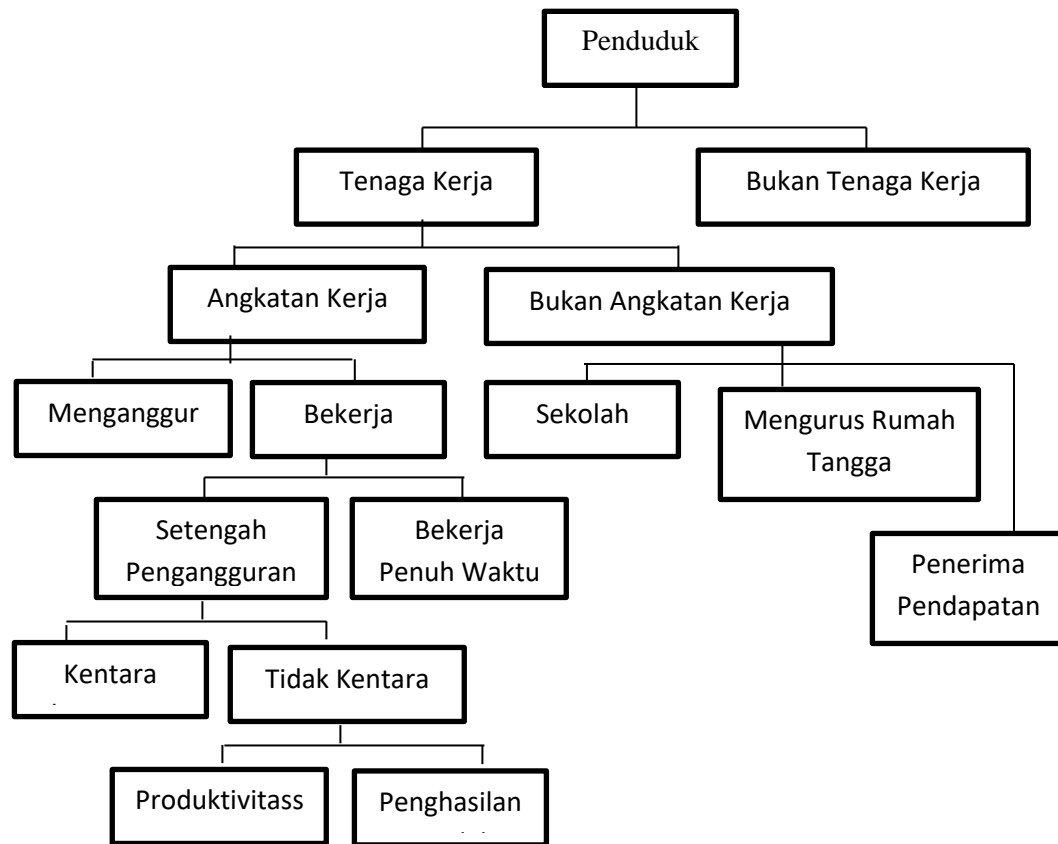 Penduduk
Tenaga Kerja
Bukan Tenaga Kerja
Angkatan Kerja
Bukan Angkatan Kerja
Menganggur
Bekerja
Sekolah
Mengurus Rumah
Tangga
Setengah
Pengangguran
Bekerja
Penuh Waktu
Penerima
Pendapatan
Kentara
Tidak Kentara
Produktivitass
Penghasilan